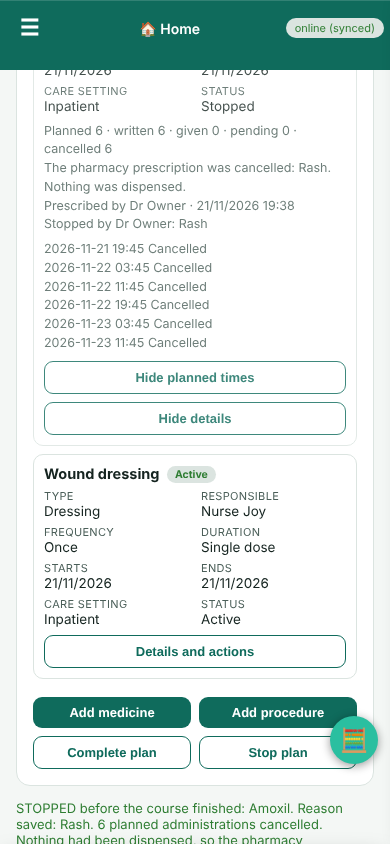 ☰
🏠 Home
online (synced)
21/11/2026 21/11/2026
CARE SETTING STATUS
Inpatient Stopped
Planned 6 · written 6 · given 0 · pending 0 ·
cancelled 6
The pharmacy prescription was cancelled: Rash.
Nothing was dispensed.
Prescribed by Dr Owner · 21/11/2026 19:38
Stopped by Dr Owner: Rash
2026-11-21 19:45 Cancelled
2026-11-22 03:45 Cancelled
2026-11-22 11:45 Cancelled
2026-11-22 19:45 Cancelled
2026-11-23 03:45 Cancelled
2026-11-23 11:45 Cancelled
Hide planned times
Hide details
Wound dressing Active
TYPE RESPONSIBLE
Dressing Nurse Joy
FREQUENCY DURATION
Once Single dose
STARTS ENDS
21/11/2026 21/11/2026
CARE SETTING STATUS
Inpatient Active
Details and actions
Add medicine Add procedure
Complete plan Stop plan
STOPPED before the course finished: Amoxil. Reason
saved: Rash. 6 planned administrations cancelled.
Nothing had been dispensed, so the pharmacy